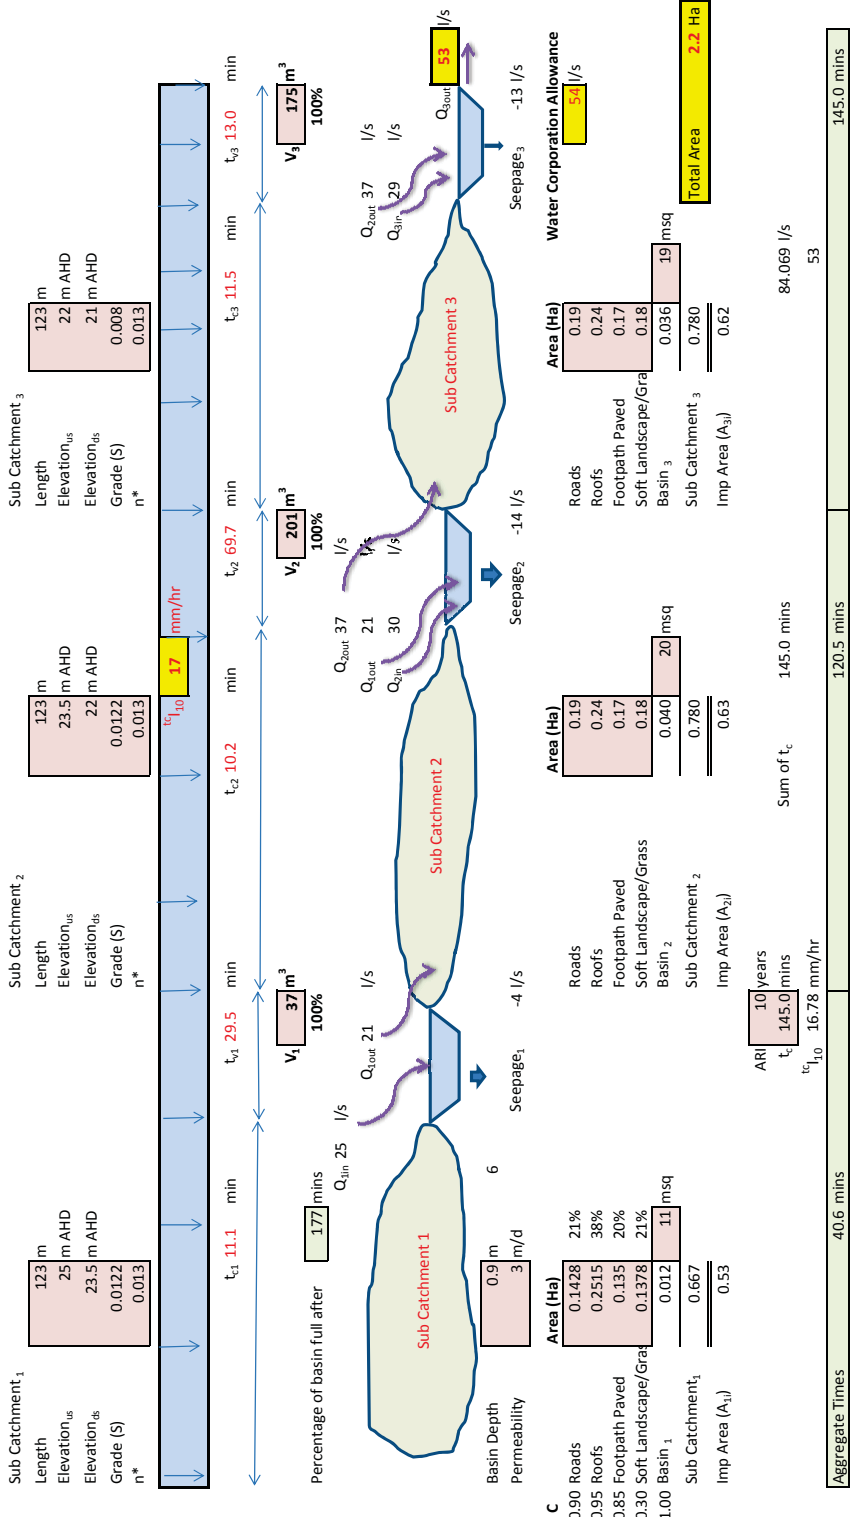 Sub Catchment 1 Sub Catchment 2 Sub Catchment 3
Length 123 m Length 123 m Length 123 m
Elevation us 25 m AHD Elevation us 23.5 m AHD Elevation us 22 m AHD
Elevation ds 23.5 m AHD Elevation ds 22 m AHD Elevation ds 21 m AHD
Grade (S) 0.0122 Grade (S) 0.0122 Grade (S) 0.008
n* 0.013 n* 0.013 n* 0.013
tcI10 17 mm/hr
tc1 11.1 min tv1 29.5 min tc2 10.2 min tv2 69.7 min tc3 11.5 min tv3 13.0 min
V1 37 m³ V2 201 m³ V3 175 m³
Percentage of basin full after 177 mins 100% 100% 100%
Q1in 25 l/s Q2out 37 l/s
Q1out 21 l/s Q1out 21 l/s Q2out 37 l/s
Q2in 30 l/s Q3in 29 l/s
Q3out 53 l/s
Sub Catchment 1 Sub Catchment 2 Sub Catchment 3
Basin Depth 0.9 m 6
Permeability 3 m/d Seepage1 -4 l/s Seepage2 -14 l/s Seepage3 -13 l/s
C Area (Ha) Area (Ha) Area (Ha) Water Corporation Allowance
0.90 Roads 0.1428 21% Roads 0.19 Roads 0.19 54 l/s
0.95 Roofs 0.2515 38% Roofs 0.24 Roofs 0.24
0.85 Footpath Paved 0.135 20% Footpath Paved 0.17 Footpath Paved 0.17
0.30 Soft Landscape/Gras 0.1378 21% Soft Landscape/Grass 0.18 Soft Landscape/Gra 0.18
1.00 Basin 1 0.012 11 msq Basin 2 0.040 20 msq Basin 3 0.036 19 msq
Sub Catchment1 0.667 Sub Catchment 2 0.780 Sub Catchment 3 0.780 Total Area 2.2 Ha
Imp Area (A1i) 0.53 Imp Area (A2i) 0.63 Imp Area (A3i) 0.62
ARI 10 years
tc 145.0 mins Sum of tc 145.0 mins 84.069 l/s
tcI10 16.78 mm/hr 53
Aggregate Times 40.6 mins 120.5 mins 145.0 mins